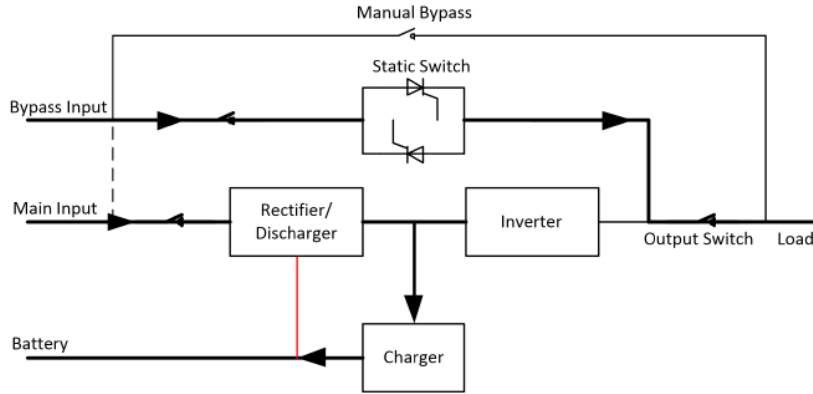 Manual Bypass
Static Switch
Bypass Input
Main Input
Rectifier/
Discharger
Inverter
Output Switch
Load
Battery
Charger